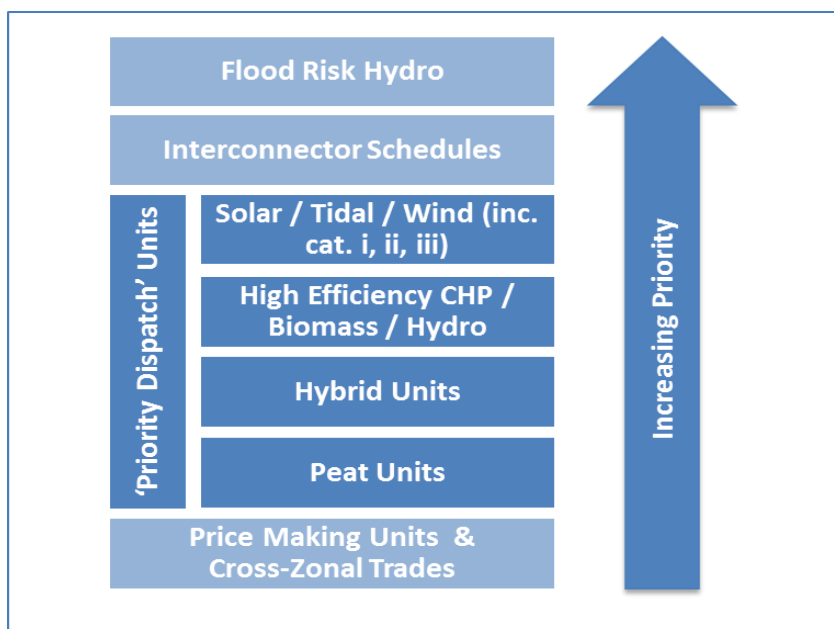 Flood Risk Hydro
Interconnector Schedules
‘Priority Dispatch’ Units
Solar / Tidal / Wind (inc.
cat. i, ii, iii)
High Efficiency CHP /
Biomass / Hydro
Hybrid Units
Peat Units
Price Making Units &
Cross-Zonal Trades
Increasing Priority